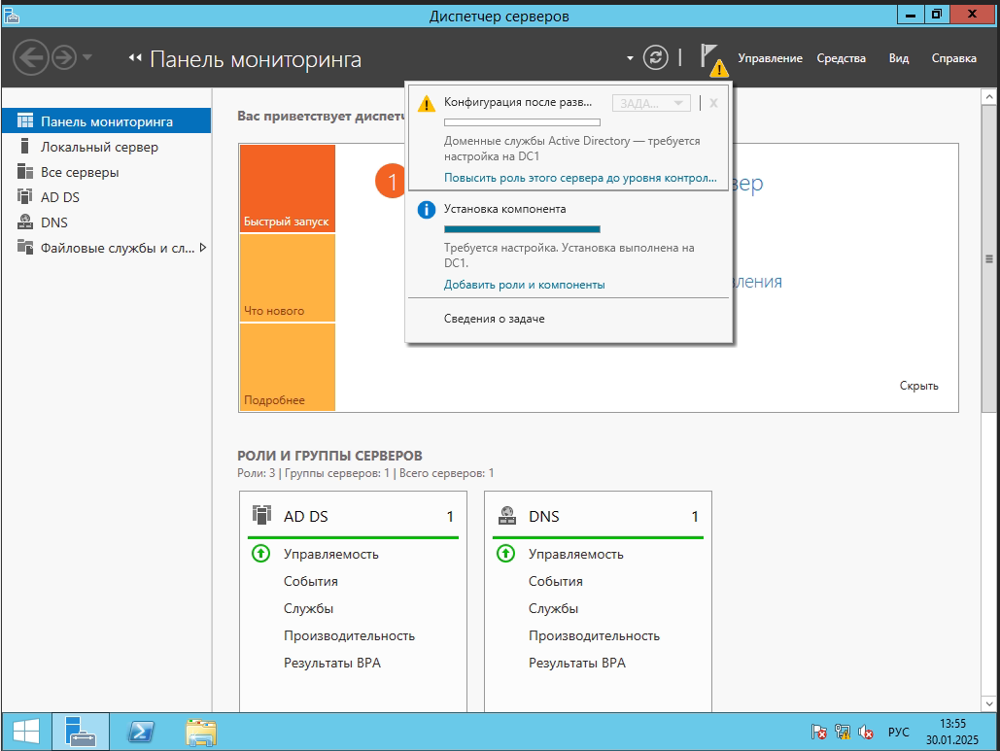 Диспетчер серверов
Панель мониторинга
Управление Средства Вид Справка
Панель мониторинга
Локальный сервер
Все серверы
AD DS
DNS
Файловые службы и сл...
Вас приветствует диспетч
1
Быстрый запуск
Что нового
Подробнее
Конфигурация после разв... ЗАДА... X
Доменные службы Active Directory — требуется
настройка на DC1
Повысить роль этого сервера до уровня контрол...
Установка компонента
Требуется настройка. Установка выполнена на
DC1.
Добавить роли и компоненты
Сведения о задаче
вер
вления
Скрыть
РОЛИ И ГРУППЫ СЕРВЕРОВ
Роли: 3 | Группы серверов: 1 | Всего серверов: 1
AD DS 1
Управляемость
События
Службы
Производительность
Результаты BPA
DNS 1
Управляемость
События
Службы
Производительность
Результаты BPA
РУС
13:55
30.01.2025